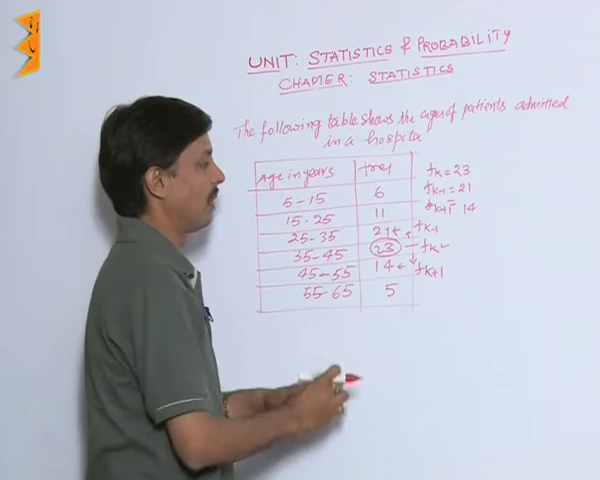 UNIT: STATISTICS & PROBABILITY
CHAPTER: STATISTICS
The following table shows the ages of patients admitted
in a hospital
Age in years frey
5-15 6
15-25 11
25-35 21 ← fk-1
35-45 23 - fk
45-55 14 ← fk+1
55-65 5
fk = 23
fk-1 = 21
fk+1 = 14